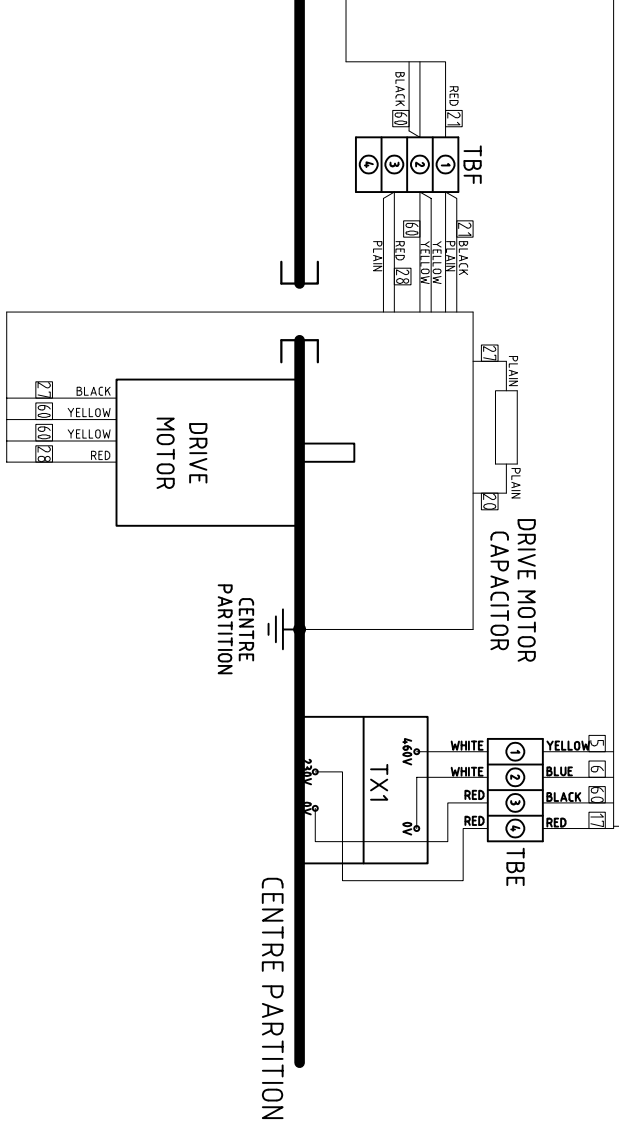 RED 21
BLACK 60
TBF
1
2
3
4
21 BLACK
PLAIN
YELLOW
60 YELLOW
RED 28
PLAIN
27 PLAIN
PLAIN
20
DRIVE MOTOR
CAPACITOR
27 BLACK
60 YELLOW
60 YELLOW
28 RED
DRIVE
MOTOR
CENTRE
PARTITION
460V
0V
230V
0V
TX1
WHITE
WHITE
RED
RED
1
2
3
4
YELLOW 5
BLUE 6
BLACK 60
RED 17
TBE
CENTRE PARTITION